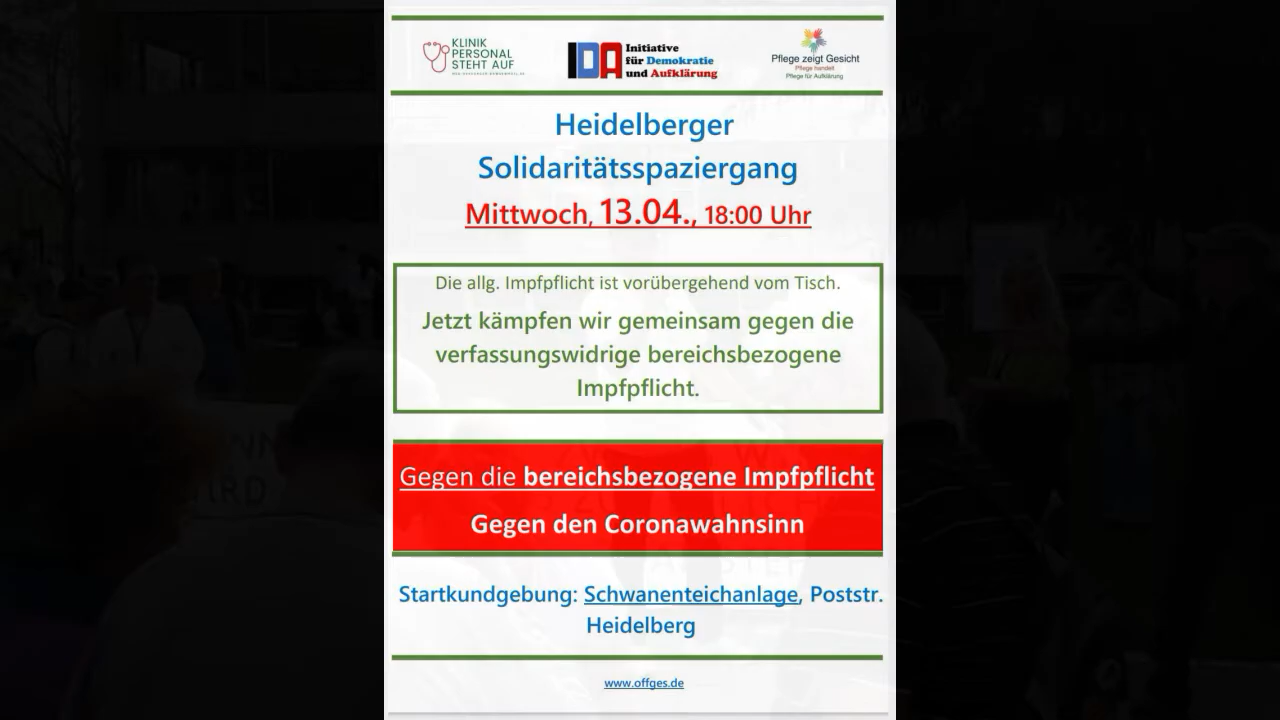 KLINIK
PERSONAL
STEHT AUF
IDA Initiative
für Demokratie
und Aufklärung
Pflege zeigt Gesicht
Pflege handelt
Pflege für Aufklärung
Heidelberger
Solidaritätsspaziergang
Mittwoch, 13.04., 18:00 Uhr
Die allg. Impfpflicht ist vorübergehend vom Tisch.
Jetzt kämpfen wir gemeinsam gegen die
verfassungswidrige bereichsbezogene
Impfpflicht.
Gegen die bereichsbezogene Impfpflicht
Gegen den Coronawahnsinn
Startkundgebung: Schwanenteichanlage, Poststr.
Heidelberg
www.offges.de